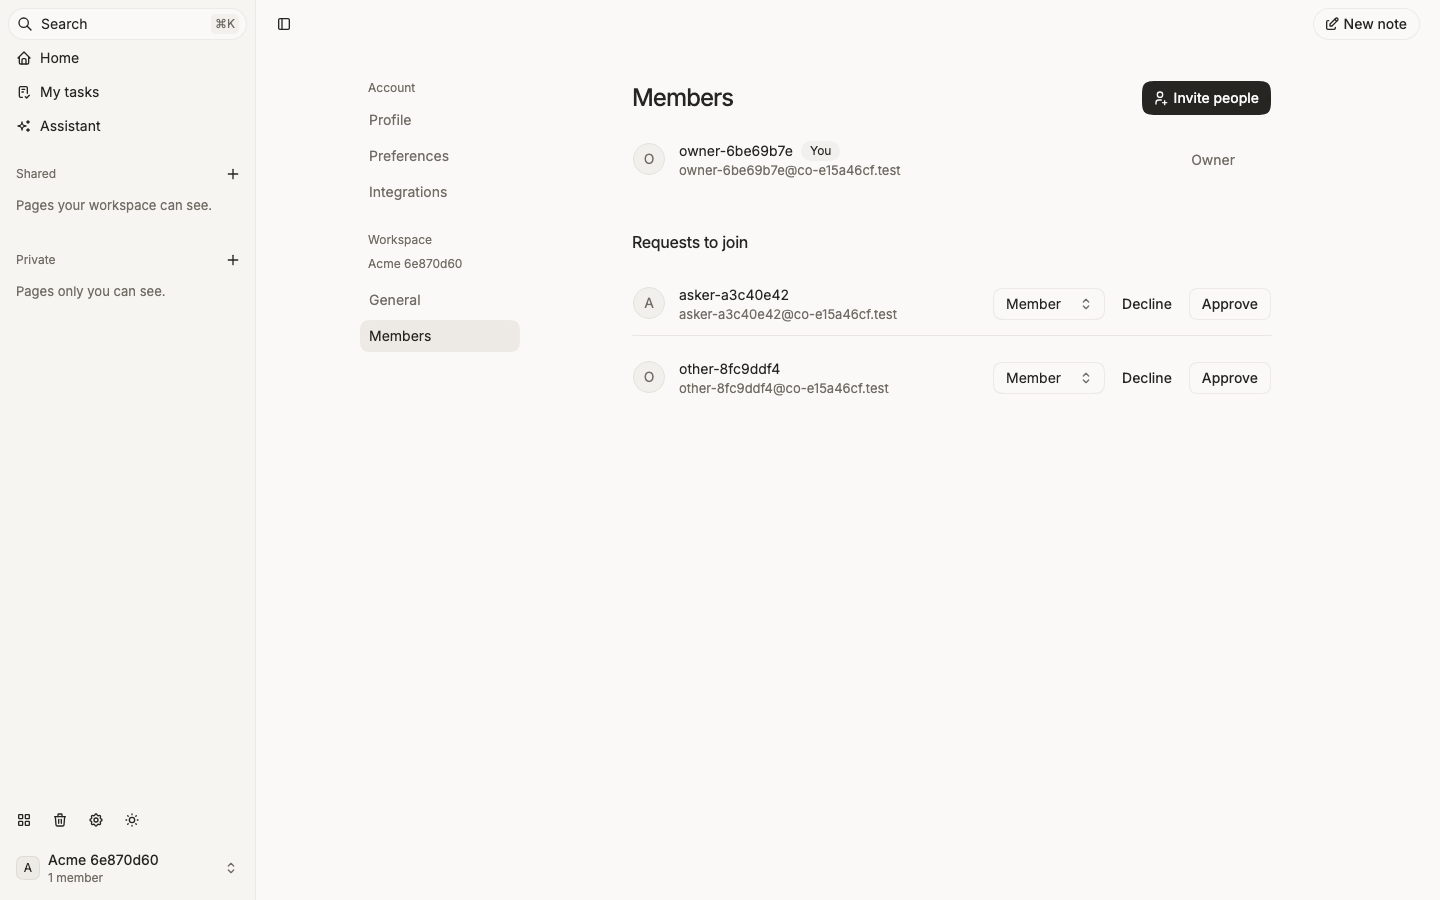 Search ⌘K
Home
My tasks
Assistant
Shared
Pages your workspace can see.
Private
Pages only you can see.
A
Acme 6e870d60
1 member
New note
Account
Profile
Preferences
Integrations
Workspace
Acme 6e870d60
General
Members
Members
Invite people
O
owner-6be69b7e You
owner-6be69b7e@co-e15a46cf.test
Owner
Requests to join
A
asker-a3c40e42
asker-a3c40e42@co-e15a46cf.test
Member Decline Approve
O
other-8fc9ddf4
other-8fc9ddf4@co-e15a46cf.test
Member Decline Approve